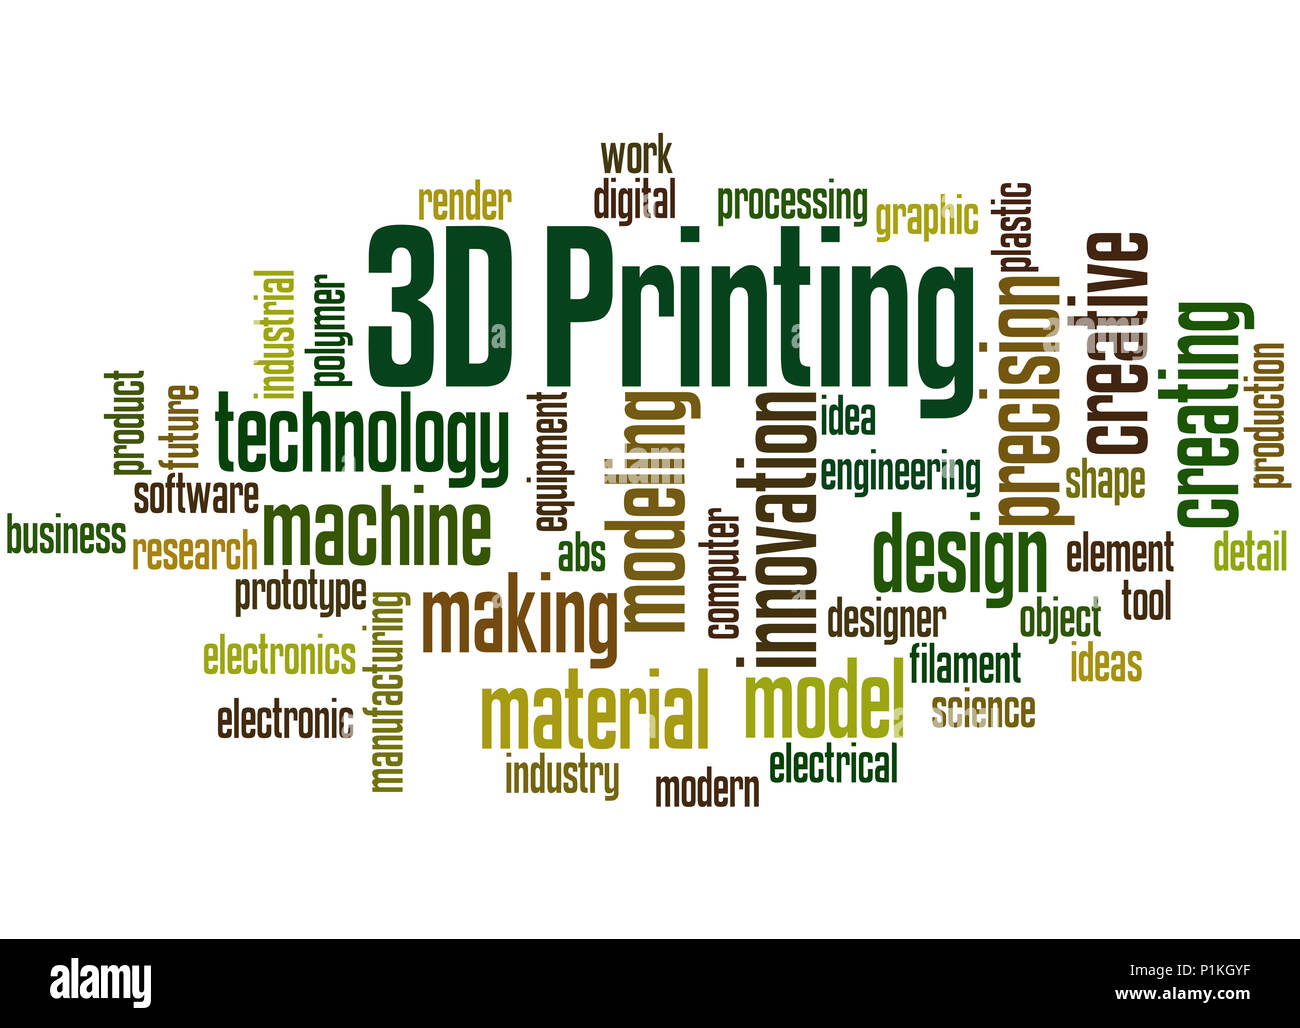 work
render
digital
processing
graphic
plastic
3D Printing
industrial
polymer
precision
creative
creating
production
product
future
technology
equipment
modeling
innovation
idea
engineering
shape
software
machine
business
research
abs
computer
design
element
detail
prototype
making
designer
object
tool
manufacturing
electronics
filament
ideas
electronic
material
model
science
industry
modern
electrical
alamy
a
alamy
Image ID: P1KGYF
www.alamy.com